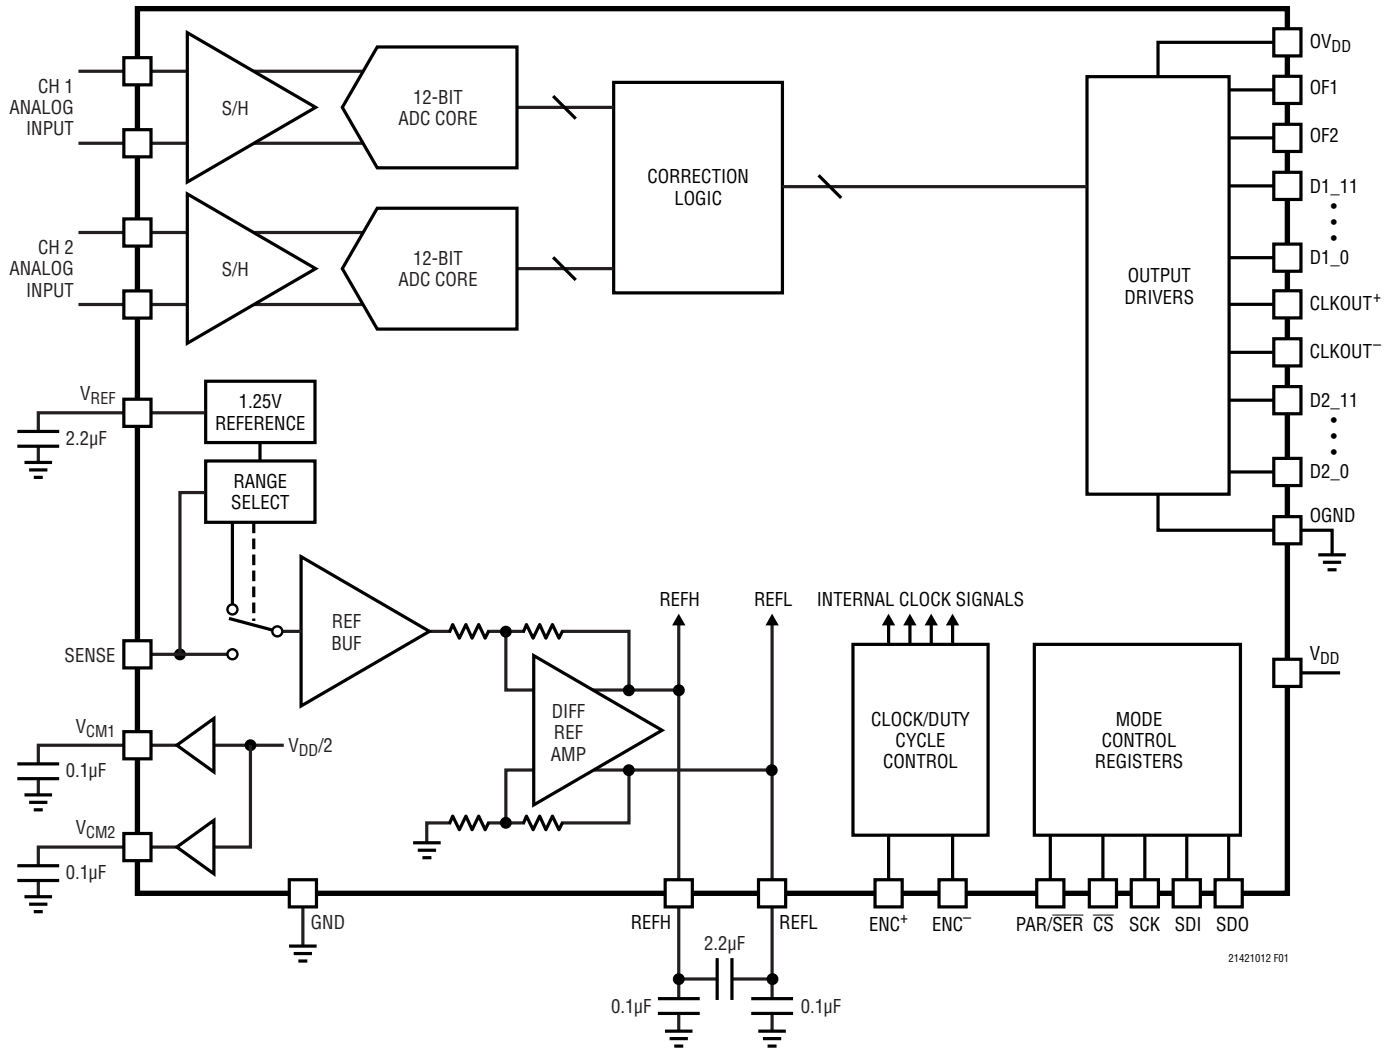 CH 1
ANALOG
INPUT
S/H
12-BIT
ADC CORE
CORRECTION
LOGIC
CH 2
ANALOG
INPUT
S/H
12-BIT
ADC CORE
OUTPUT
DRIVERS
OVDD
OF1
OF2
D1_11
D1_0
CLKOUT+
CLKOUT–
D2_11
D2_0
OGND
VDD
VREF
2.2µF
1.25V
REFERENCE
RANGE
SELECT
SENSE
REF
BUF
DIFF
REF
AMP
REFH
REFL
INTERNAL CLOCK SIGNALS
CLOCK/DUTY
CYCLE
CONTROL
MODE
CONTROL
REGISTERS
VCM1
0.1µF
VDD/2
VCM2
0.1µF
GND
REFH
REFL
2.2µF
0.1µF
0.1µF
ENC+
ENC–
PAR/S̅E̅R̅
C̅S̅
SCK
SDI
SDO
21421012 F01